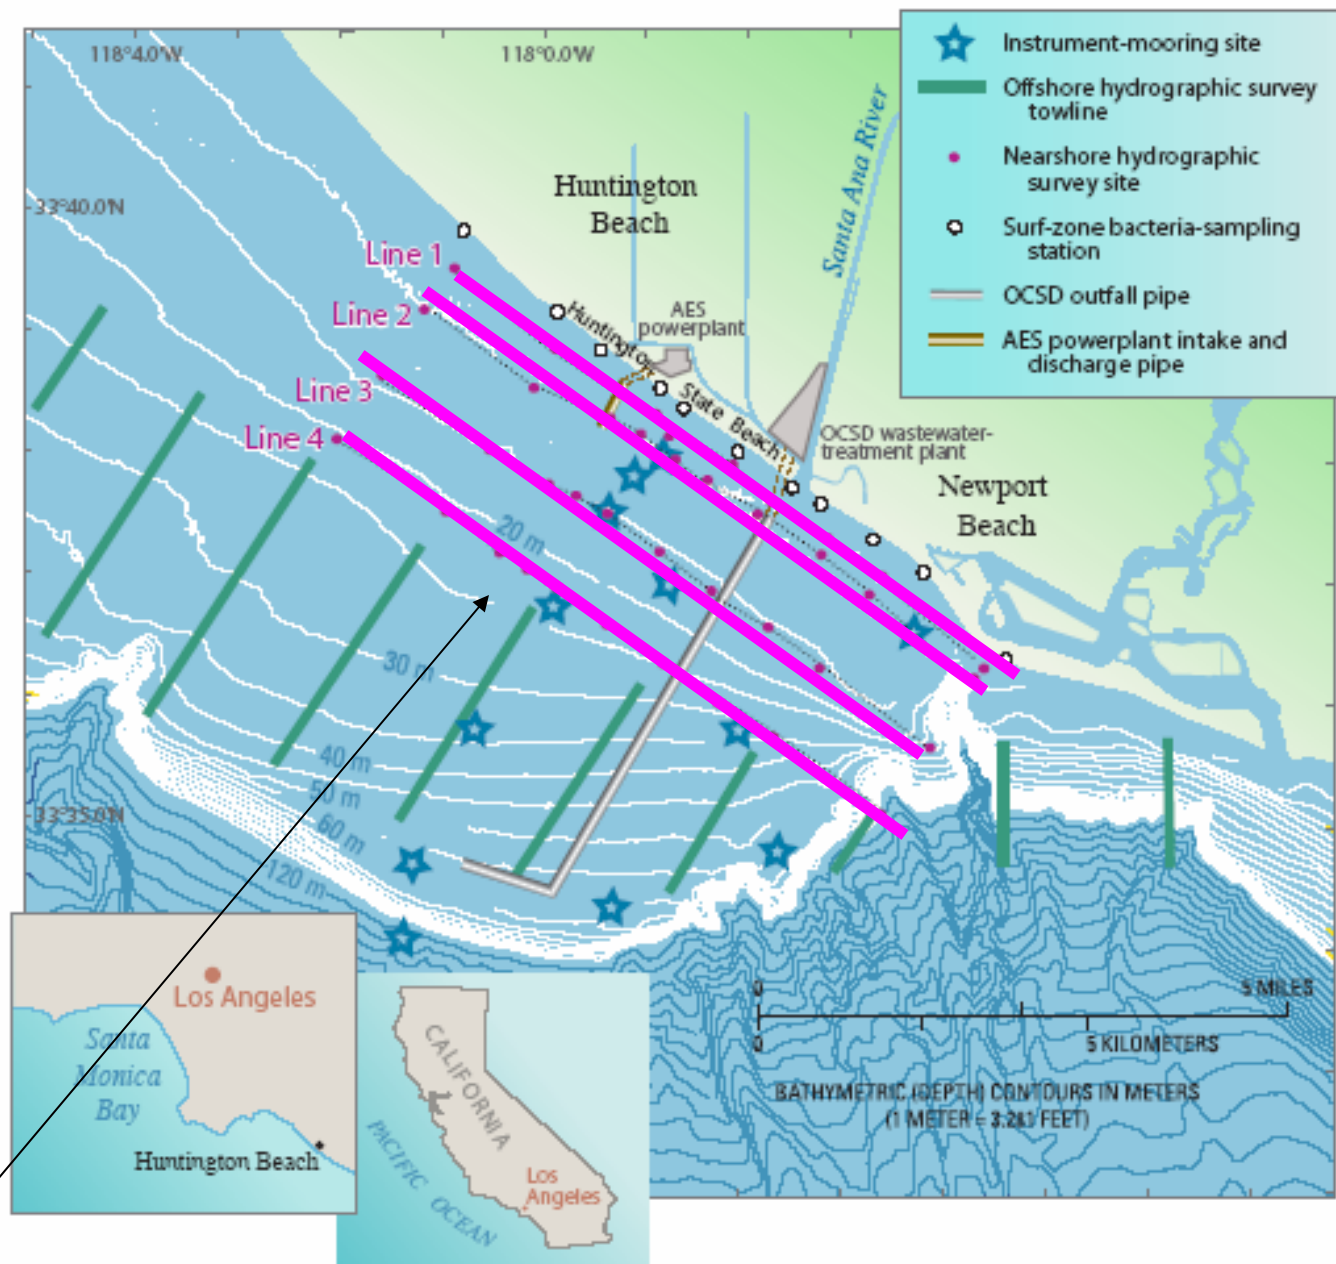 118°4.0'W
118°0.0'W
33°40.0'N
33°35.0'N
Instrument-mooring site
Offshore hydrographic survey
towline
Nearshore hydrographic
survey site
Surf-zone bacteria-sampling
station
OCSD outfall pipe
AES powerplant intake and
discharge pipe
Santa Ana River
Huntington
Beach
Line 1
Line 2
Line 3
Line 4
AES
powerplant
Huntington State Beach
OCSD wastewater-
treatment plant
Newport
Beach
20 m
30 m
40 m
50 m
60 m
120 m
Los Angeles
Santa
Monica
Bay
Huntington Beach
CALIFORNIA
PACIFIC OCEAN
Los
Angeles
0
5 MILES
0
5 KILOMETERS
BATHYMETRIC (DEPTH) CONTOURS IN METERS
(1 METER = 3.281 FEET)